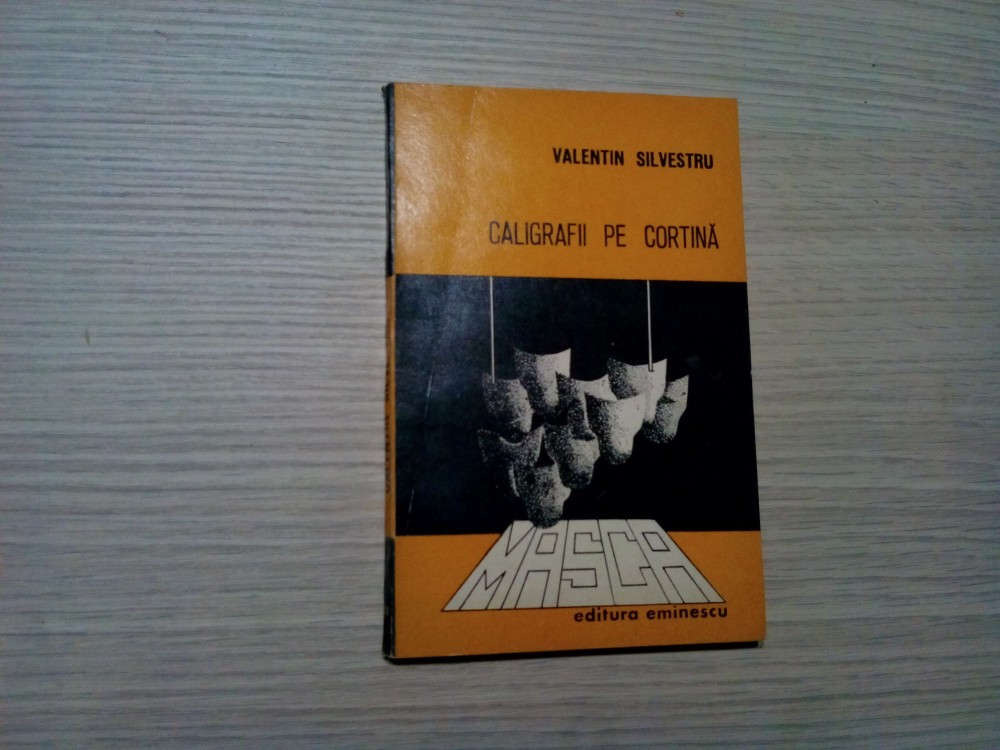 VALENTIN SILVESTRU
CALIGRAFII PE CORTINĂ
MASCA
editura eminescu